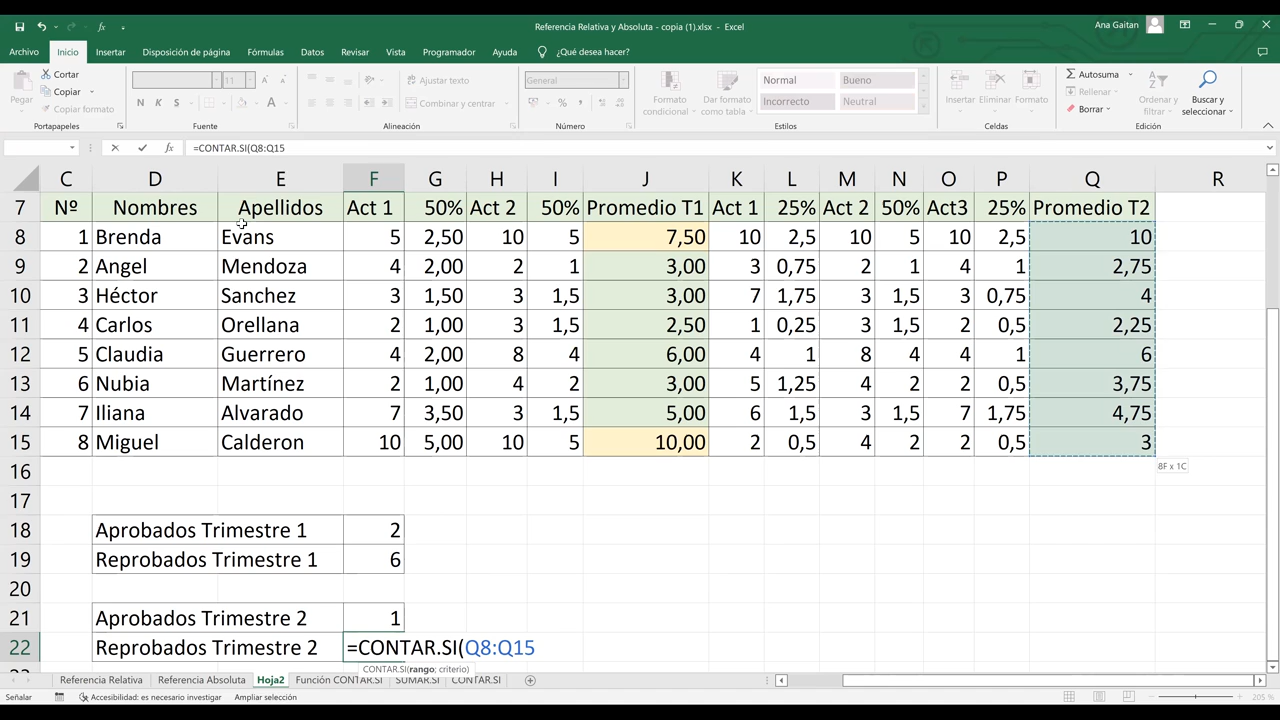 Referencia Relativa y Absoluta - copia (1).xlsx - Excel
Ana Gaitan
Archivo Inicio Insertar Disposición de página Fórmulas Datos Revisar Vista Programador Ayuda ¿Qué desea hacer?
Pegar
Cortar
Copiar
Copiar formato
11
Ajustar texto
Combinar y centrar
General
Formato condicional
Dar formato como tabla
Normal Bueno
Incorrecto Neutral
Insertar Eliminar Formato
Autosuma
Rellenar
Borrar
Ordenar y filtrar
Buscar y seleccionar
Portapapeles Fuente Alineación Número Estilos Celdas Edición
=CONTAR.SI(Q8:Q15
C D E F G H I J K L M N O P Q R
7 Nº Nombres Apellidos Act 1 50% Act 2 50% Promedio T1 Act 1 25% Act 2 50% Act3 25% Promedio T2
8 1 Brenda Evans 5 2,50 10 5 7,50 10 2,5 10 5 10 2,5 10
9 2 Angel Mendoza 4 2,00 2 1 3,00 3 0,75 2 1 4 1 2,75
10 3 Héctor Sanchez 3 1,50 3 1,5 3,00 7 1,75 3 1,5 3 0,75 4
11 4 Carlos Orellana 2 1,00 3 1,5 2,50 1 0,25 3 1,5 2 0,5 2,25
12 5 Claudia Guerrero 4 2,00 8 4 6,00 4 1 8 4 4 1 6
13 6 Nubia Martínez 2 1,00 4 2 3,00 5 1,25 4 2 2 0,5 3,75
14 7 Iliana Alvarado 7 3,50 3 1,5 5,00 6 1,5 3 1,5 7 1,75 4,75
15 8 Miguel Calderon 10 5,00 10 5 10,00 2 0,5 4 2 2 0,5 3
8F x 1C
16
17
18 Aprobados Trimestre 1 2
19 Reprobados Trimestre 1 6
20
21 Aprobados Trimestre 2 1
22 Reprobados Trimestre 2 =CONTAR.SI(Q8:Q15
CONTAR.SI(rango; criterio)
Referencia Relativa Referencia Absoluta Hoja2 Función CONTAR.SI SUMAR.SI CONTAR.SI
Señalar Accesibilidad: es necesario investigar Ampliar selección 205 %